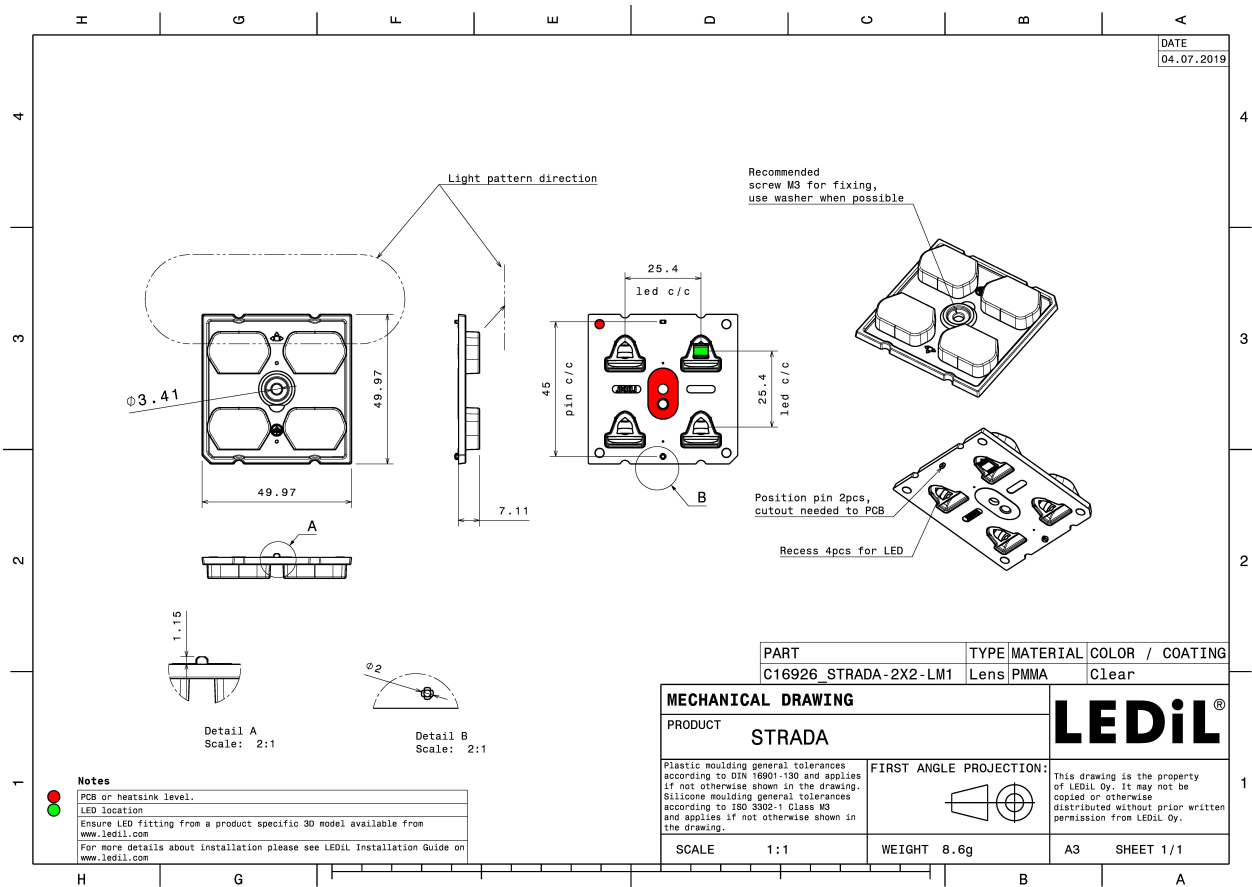 H G F E D C B A
DATE
04.07.2019
4 4
Light pattern direction
Recommended
screw M3 for fixing,
use washer when possible
25.4
led c/c
3 3
∅3.41
49.97
49.97
7.11
45
pin c/c
25.4
led c/c
B
Position pin 2pcs,
cutout needed to PCB
Recess 4pcs for LED
A
2 2
1.15
Detail A
Scale: 2:1
∅2
Detail B
Scale: 2:1
PART TYPE MATERIAL COLOR / COATING
C16926_STRADA-2X2-LM1 Lens PMMA Clear
MECHANICAL DRAWING
PRODUCT
STRADA
LEDiL®
Plastic moulding general tolerances
according to DIN 16901-130 and applies
if not otherwise shown in the drawing.
Silicone moulding general tolerances
according to ISO 3302-1 Class M3
and applies if not otherwise shown in
the drawing.
FIRST ANGLE PROJECTION:
This drawing is the property
of LEDiL Oy. It may not be
copied or otherwise
distributed without prior written
permission from LEDiL Oy.
SCALE 1:1 WEIGHT 8.6g A3 SHEET 1/1
1 1
Notes
PCB or heatsink level.
LED location
Ensure LED fitting from a product specific 3D model available from
www.ledil.com
For more details about installation please see LEDiL Installation Guide on
www.ledil.com
H G B A